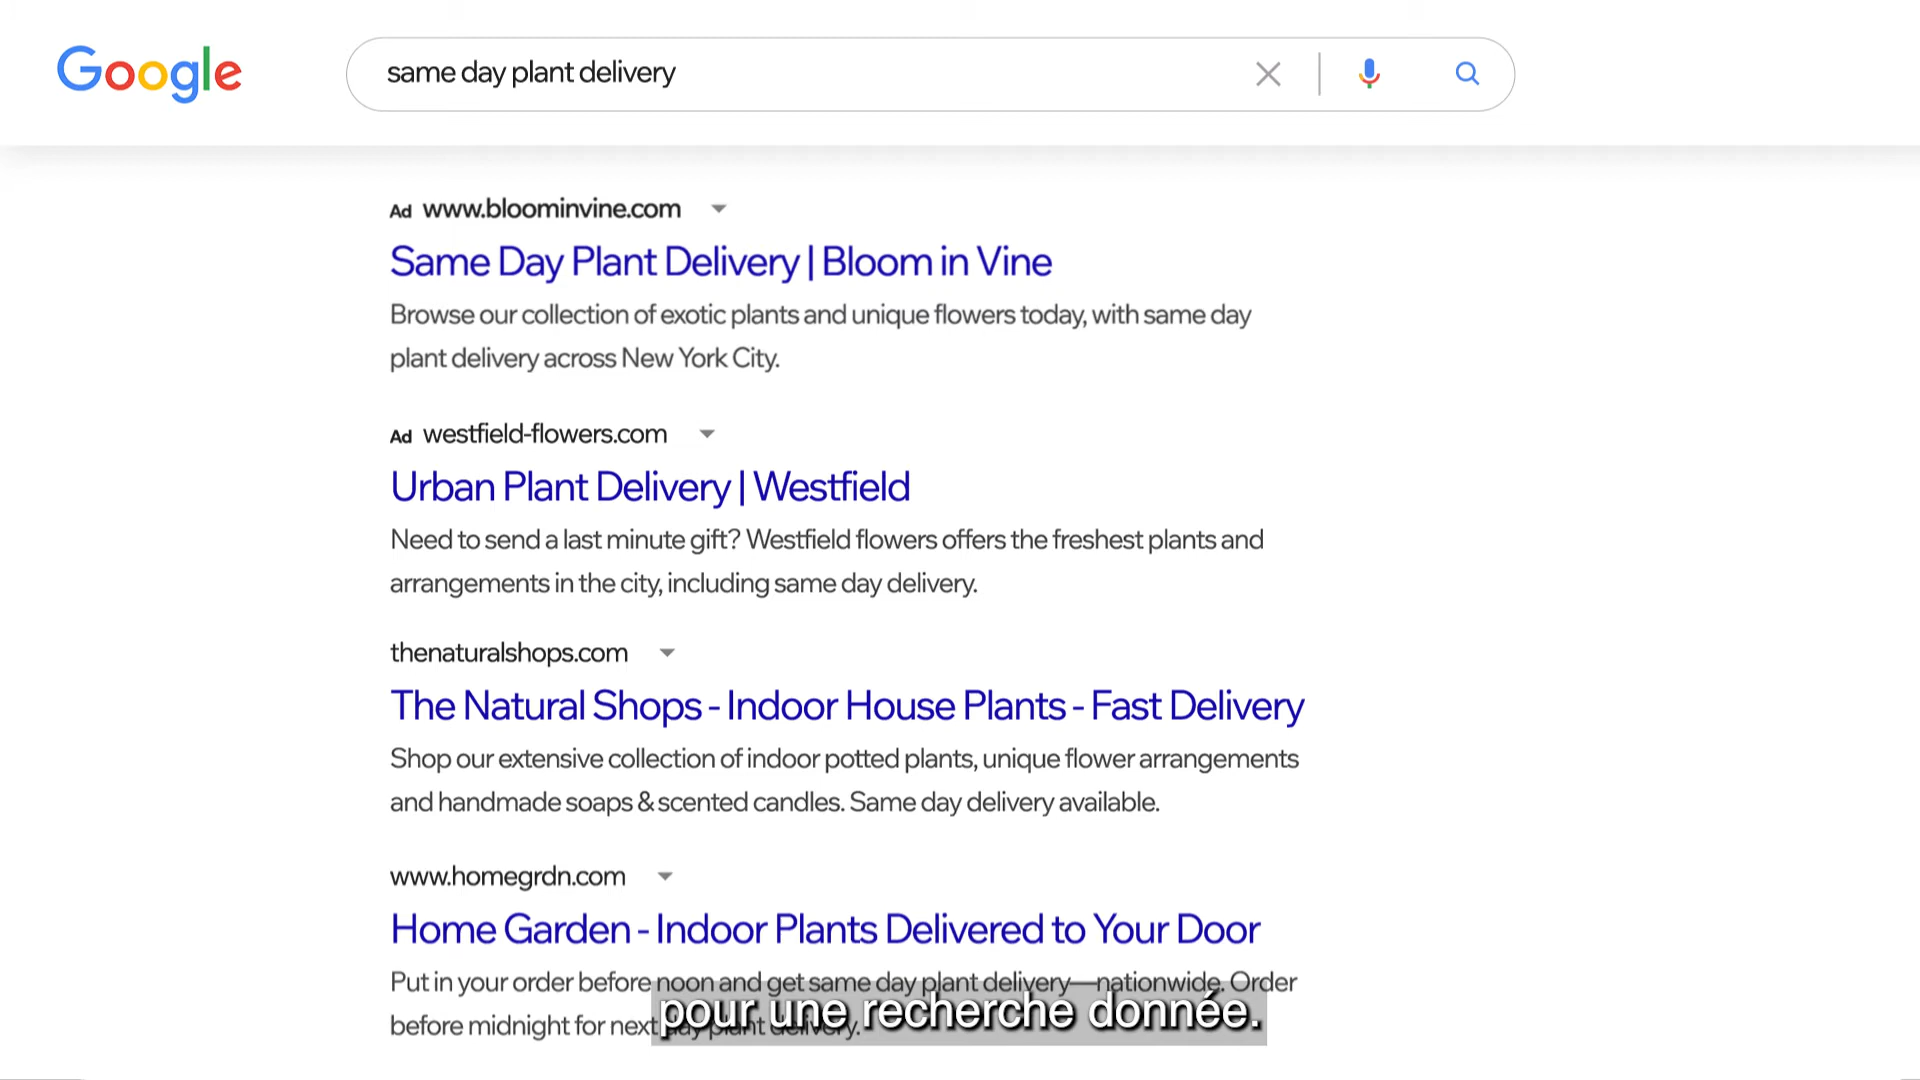 Google
same day plant delivery
Ad www.bloominvine.com
Same Day Plant Delivery | Bloom in Vine
Browse our collection of exotic plants and unique flowers today, with same day
plant delivery across New York City.
Ad westfield-flowers.com
Urban Plant Delivery | Westfield
Need to send a last minute gift? Westfield flowers offers the freshest plants and
arrangements in the city, including same day delivery.
thenaturalshops.com
The Natural Shops - Indoor House Plants - Fast Delivery
Shop our extensive collection of indoor potted plants, unique flower arrangements
and handmade soaps & scented candles. Same day delivery available.
www.homegrdn.com
Home Garden - Indoor Plants Delivered to Your Door
Put in your order before noon and get same day plant delivery—nationwide. Order
before midnight for next day plant delivery.
pour une recherche donnée.